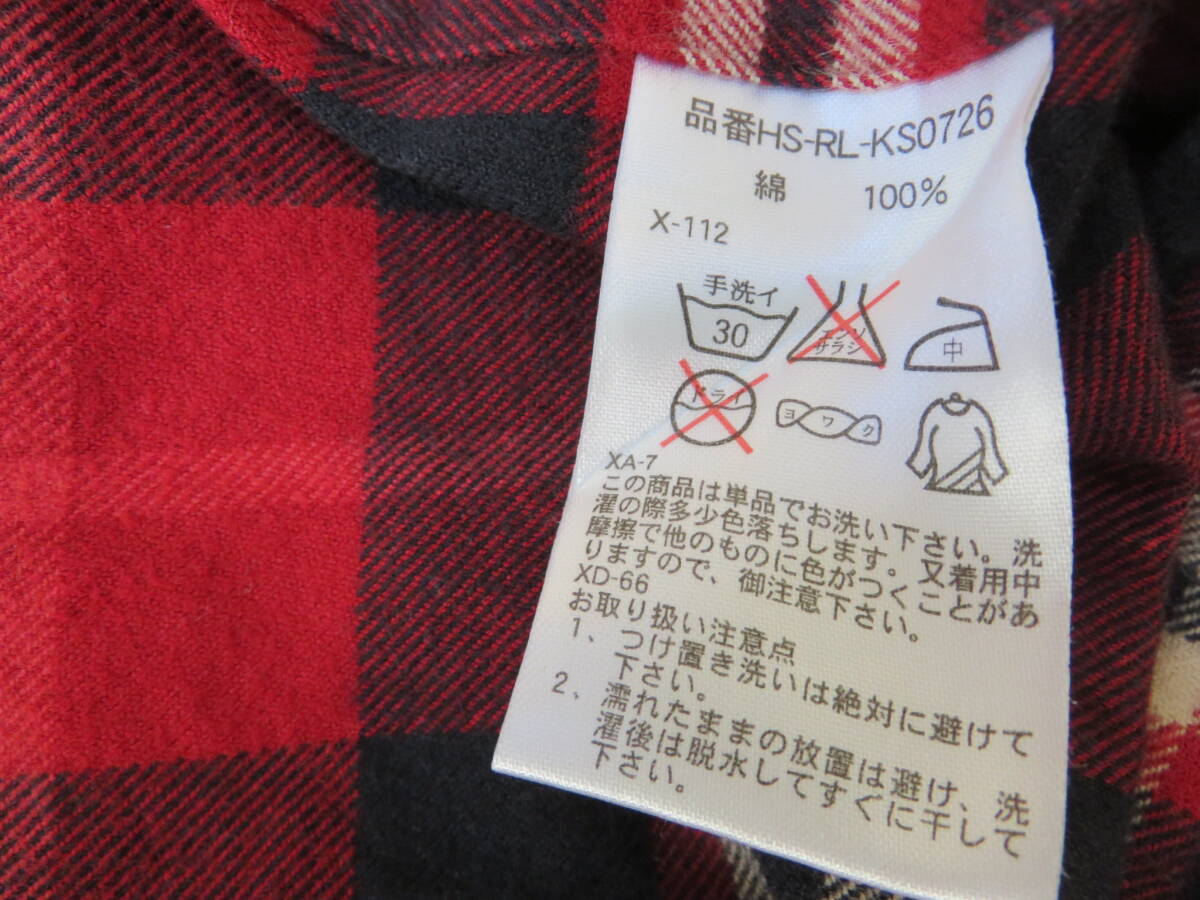 品番HS-RL-KS0726
綿 100%
X-112
手洗イ
30
エンソ
サラシ
中
ドライ
ヨワク
XA-7
この商品は単品でお洗い下さい。洗
濯の際多少色落ちします。又着用中
摩擦で他のものに色がつくことがあ
りますので、御注意下さい。
XD-66
お取り扱い注意点
1、つけ置き洗いは絶対に避けて
下さい。
2、濡れたままの放置は避け、洗
濯後は脱水してすぐに干して
下さい。